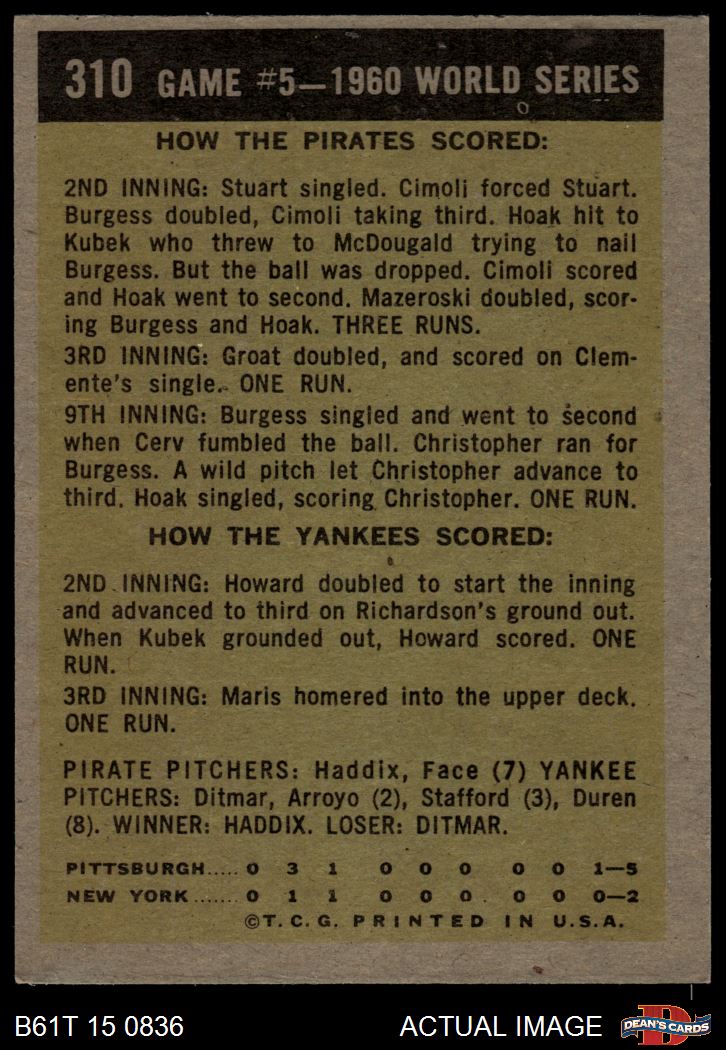 310 GAME #5—1960 WORLD SERIES
HOW THE PIRATES SCORED:
2ND INNING: Stuart singled. Cimoli forced Stuart.
Burgess doubled, Cimoli taking third. Hoak hit to
Kubek who threw to McDougald trying to nail
Burgess. But the ball was dropped. Cimoli scored
and Hoak went to second. Mazeroski doubled, scor-
ing Burgess and Hoak. THREE RUNS.
3RD INNING: Groat doubled, and scored on Clem-
ente's single. ONE RUN.
9TH INNING: Burgess singled and went to second
when Cerv fumbled the ball. Christopher ran for
Burgess. A wild pitch let Christopher advance to
third. Hoak singled, scoring Christopher. ONE RUN.
HOW THE YANKEES SCORED:
2ND INNING: Howard doubled to start the inning
and advanced to third on Richardson's ground out.
When Kubek grounded out, Howard scored. ONE
RUN.
3RD INNING: Maris homered into the upper deck.
ONE RUN.
PIRATE PITCHERS: Haddix, Face (7) YANKEE
PITCHERS: Ditmar, Arroyo (2), Stafford (3), Duren
(8). WINNER: HADDIX. LOSER: DITMAR.
PITTSBURGH..... 0 3 1 0 0 0 0 0 1—5
NEW YORK....... 0 1 1 0 0 0 0 0 0—2
©T. C. G. PRINTED IN U.S.A.
B61T 15 0836 ACTUAL IMAGE D DEAN'S CARDS